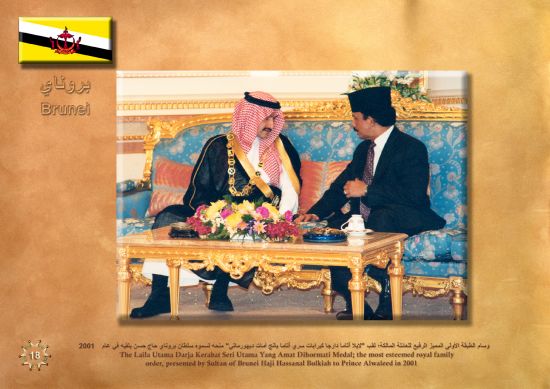 بروناي
Brunei
وسام الطبقة الأولى المميز الرفيع للعائلة المالكة: لقب "لايلا أتاما دارجا كيرابات سري أتاما يانج أمات ديهورماتي" منحه لسموه سلطان بروناي حاج حسن بلقيه في عام 2001
The Laila Utama Darja Kerabat Seri Utama Yang Amat Dihormati Medal; the most esteemed royal family
order, presented by Sultan of Brunei Haji Hassanal Bolkiah to Prince Alwaleed in 2001
18